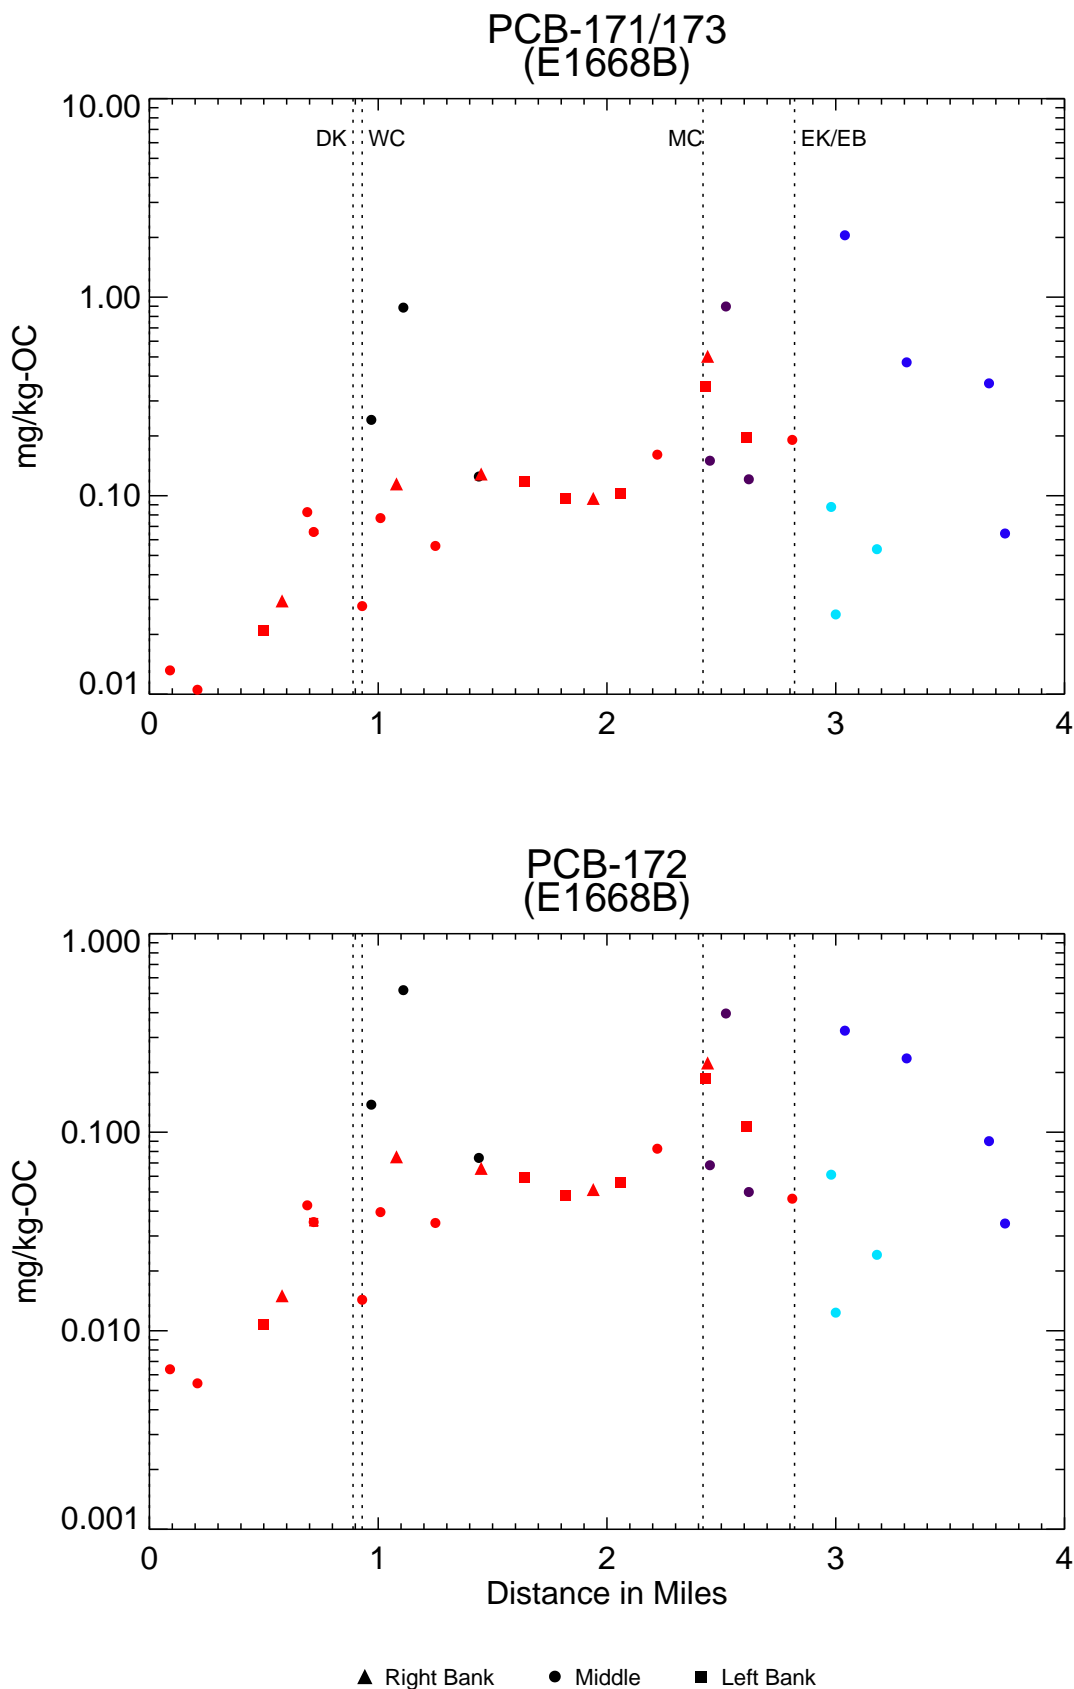 PCB-171/173
(E1668B)
10.00
DK WC MC EK/EB
1.00
mg/kg-OC
0.10
0.01
0 1 2 3 4
PCB-172
(E1668B)
1.000
0.100
mg/kg-OC
0.010
0.001
0 1 2 3 4
Distance in Miles
Right Bank Middle Left Bank